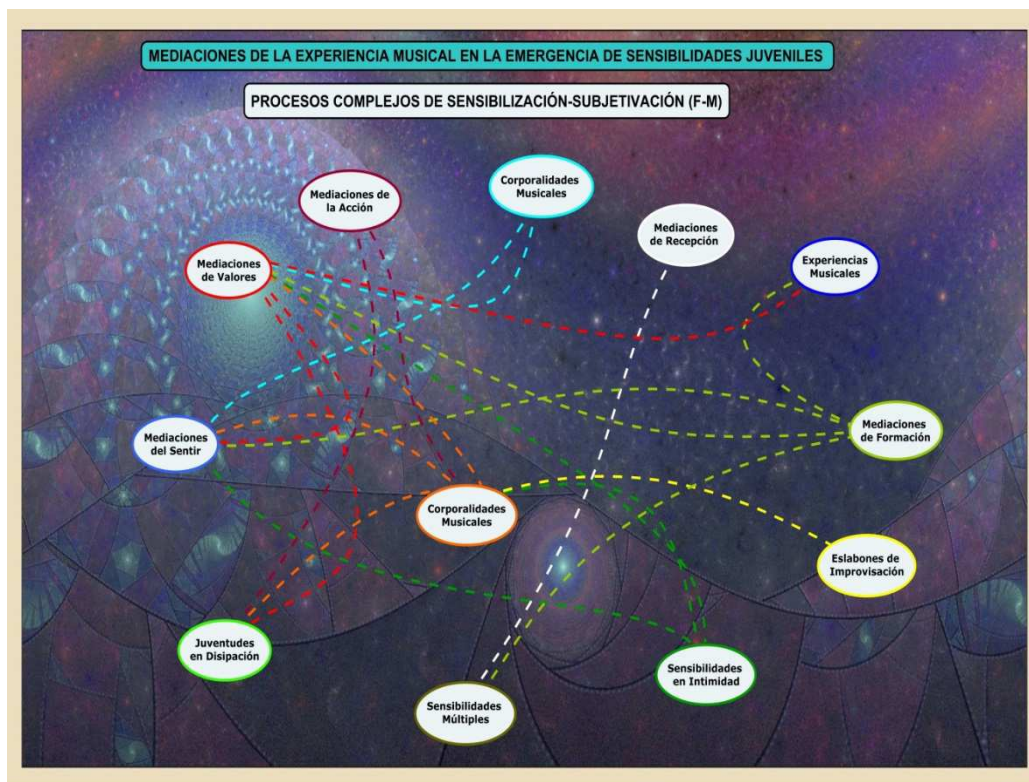 MEDIACIONES DE LA EXPERIENCIA MUSICAL EN LA EMERGENCIA DE SENSIBILIDADES JUVENILES
PROCESOS COMPLEJOS DE SENSIBILIZACIÓN-SUBJETIVACIÓN (F-M)
Mediaciones de
la Acción
Corporalidades
Musicales
Mediaciones
de Recepción
Mediaciones
de Valores
Experiencias
Musicales
Mediaciones
del Sentir
Mediaciones
de Formación
Corporalidades
Musicales
Eslabones de
Improvisación
Juventudes
en Disipación
Sensibilidades
en Intimidad
Sensibilidades
Múltiples